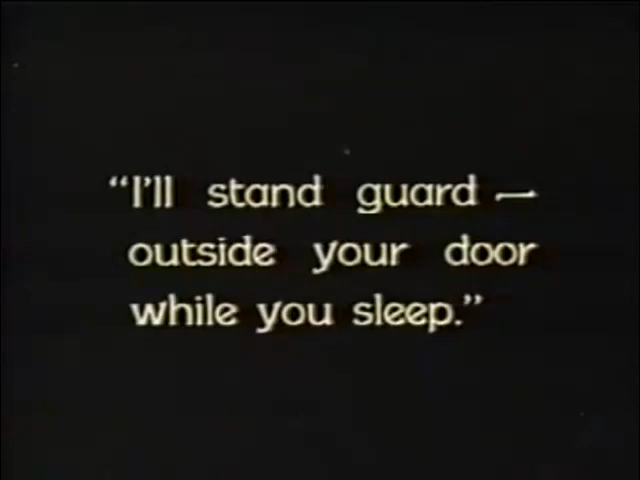 “I’ll stand guard —
outside your door
while you sleep.”